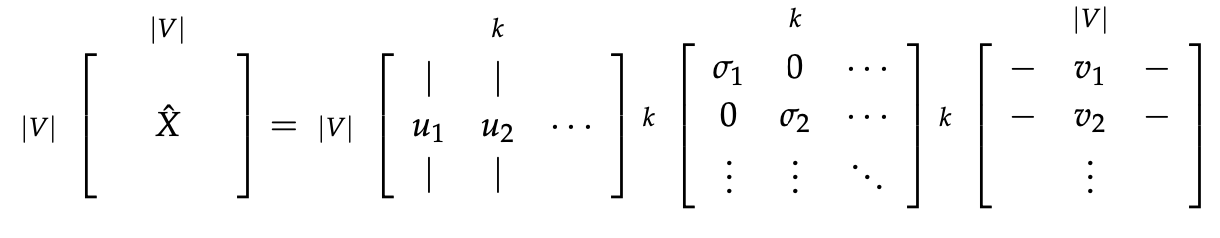 |V| k k |V|
|V| [ X̂ ] = |V| [ | | u₁ u₂ ⋯ | | ] k [ σ₁ 0 ⋯ 0 σ₂ ⋯ ⋮ ⋮ ⋱ ] k [ − v₁ − − v₂ − ⋮ ]